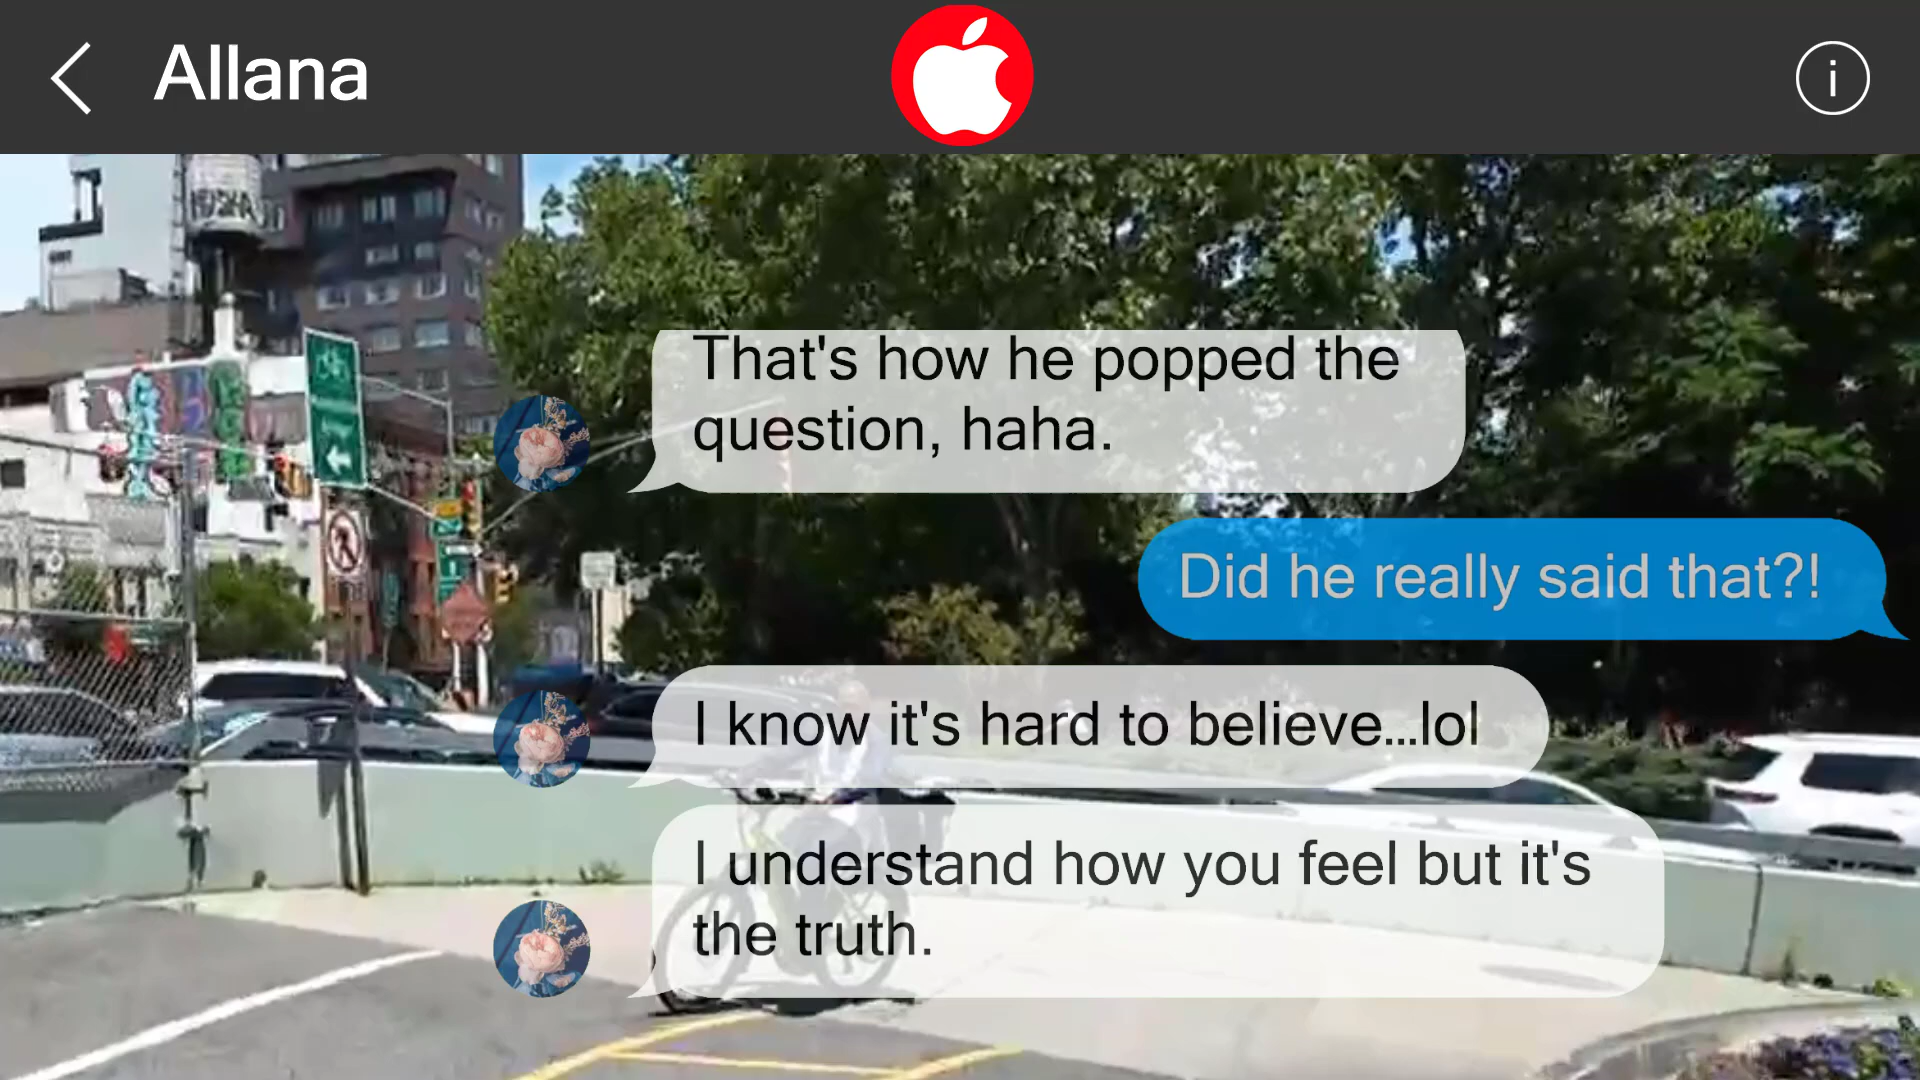 Allana
i
That's how he popped the
question, haha.
Did he really said that?!
I know it's hard to believe...lol
I understand how you feel but it's
the truth.